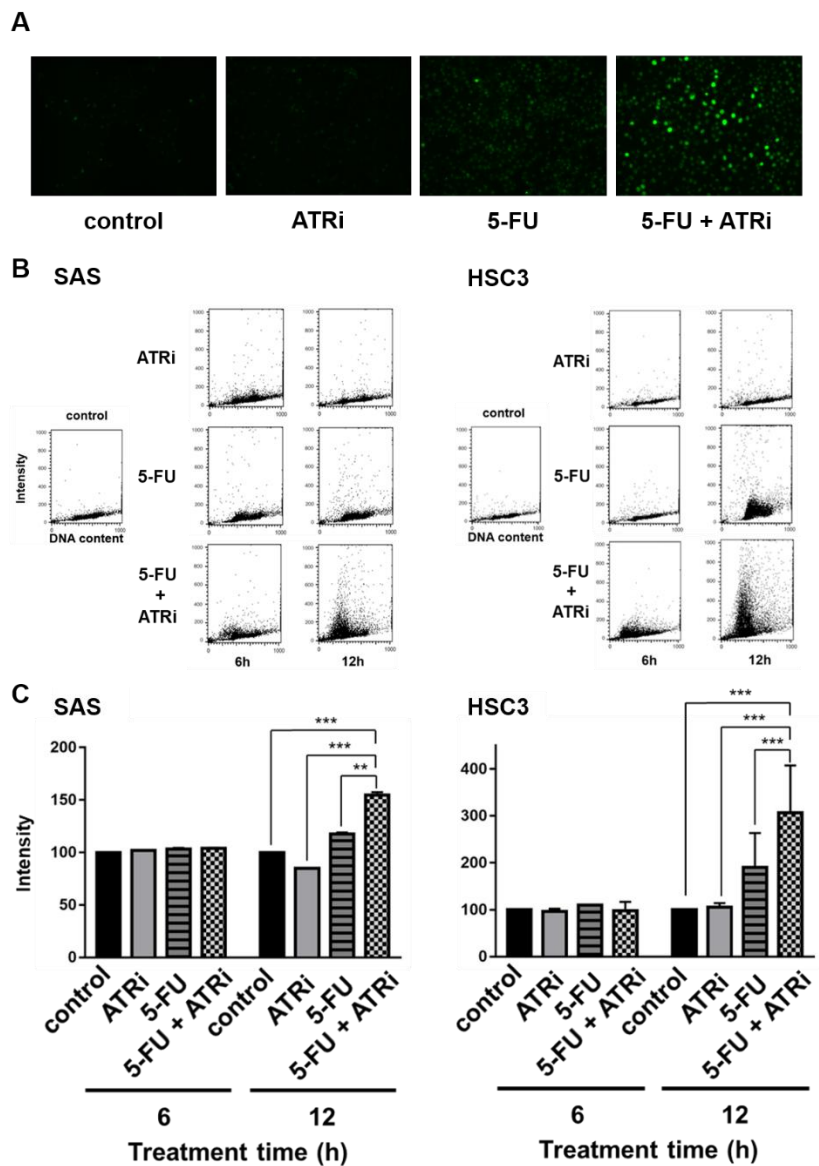 A
control ATRi 5-FU 5-FU + ATRi
B SAS HSC3
ATRi ATRi
control control
5-FU 5-FU
Intensity
DNA content DNA content
5-FU 5-FU
+ +
ATRi ATRi
6h 12h 6h 12h
C SAS HSC3
*** ***
*** ***
** ***
200
150
100
50
0
400
300
200
100
0
Intensity
control ATRi 5-FU 5-FU + ATRi control ATRi 5-FU 5-FU + ATRi
control ATRi 5-FU 5-FU + ATRi control ATRi 5-FU 5-FU + ATRi
6 12 6 12
Treatment time (h) Treatment time (h)